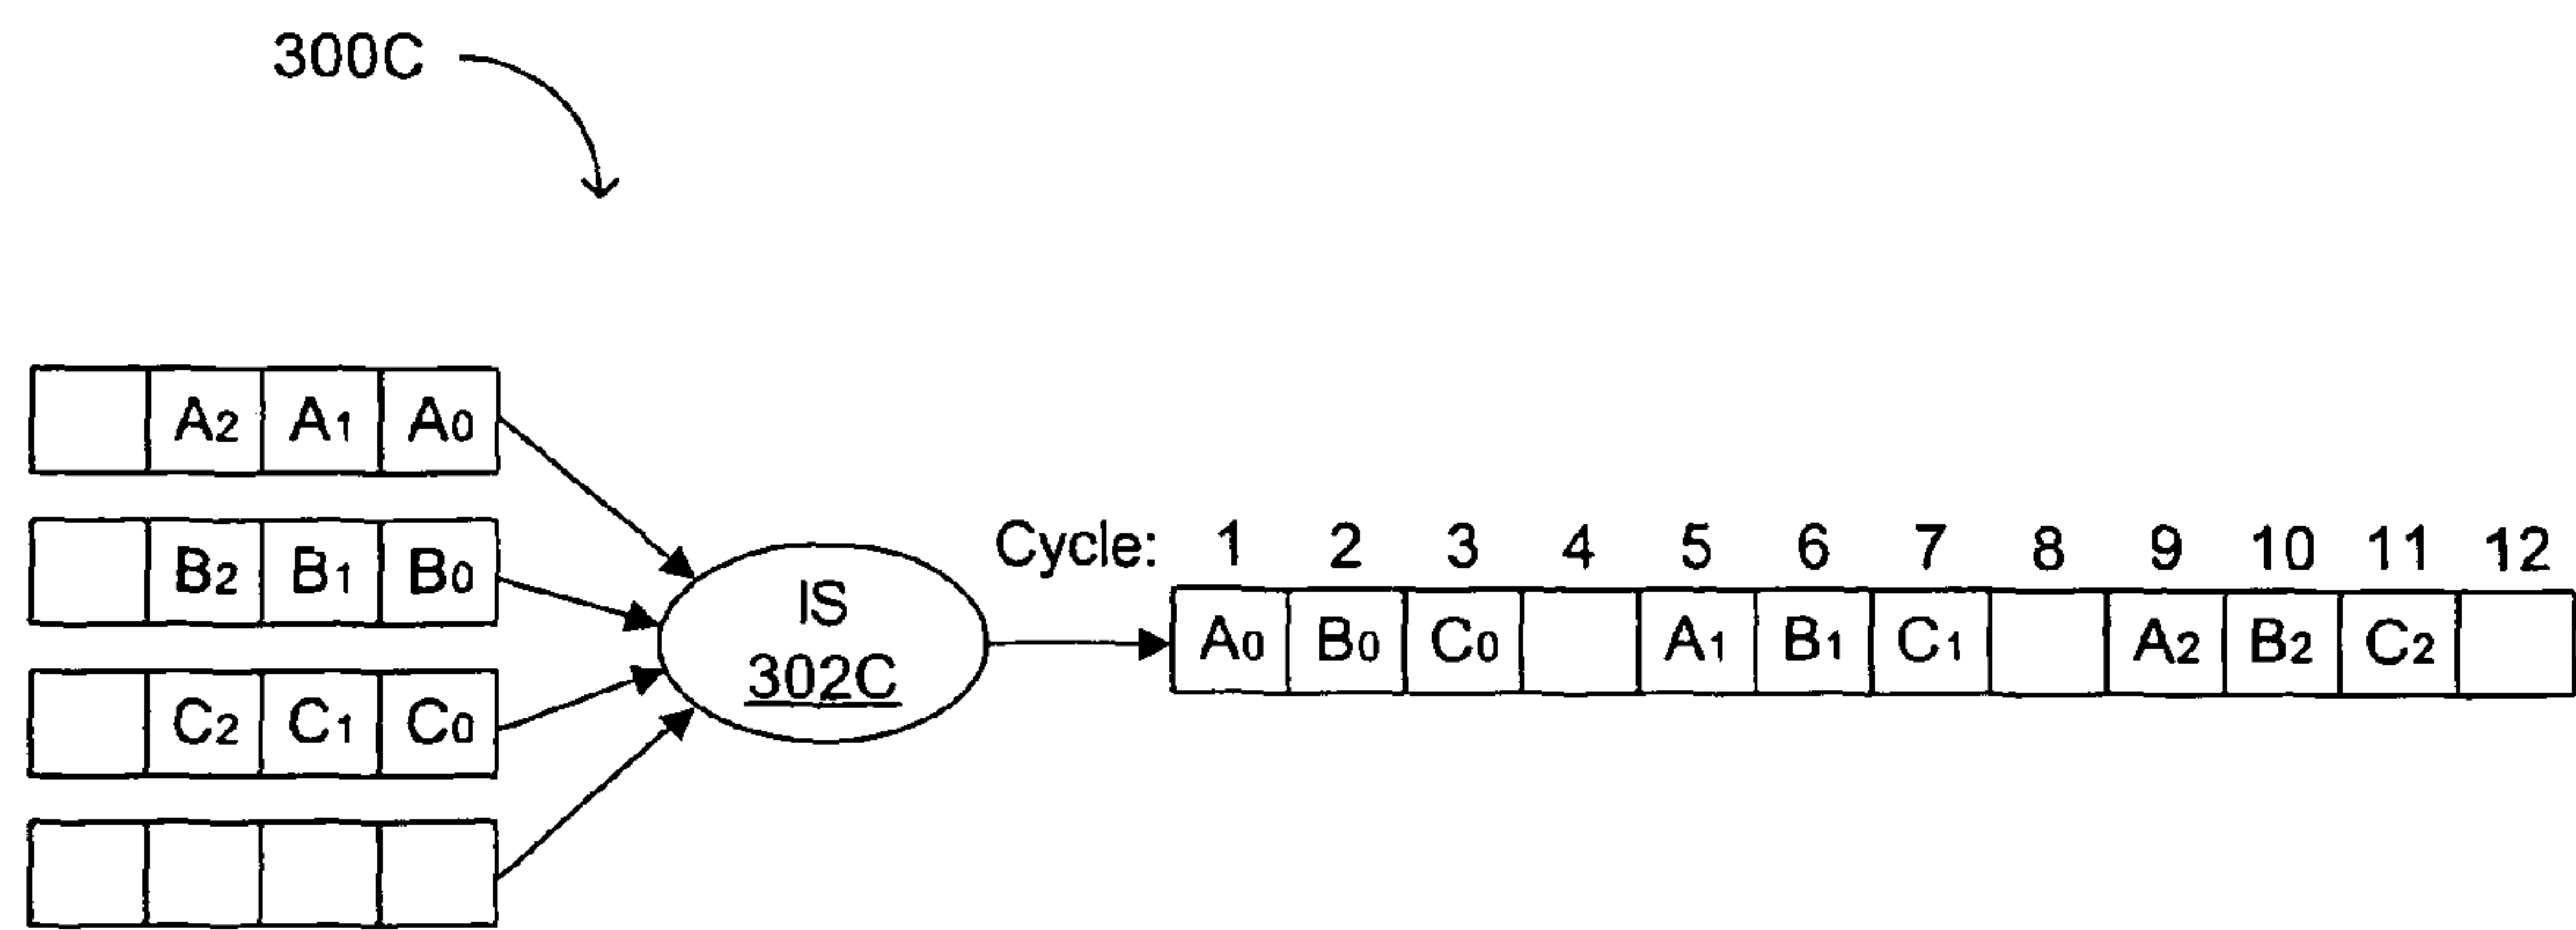 300C
A2 A1 A0
B2 B1 B0
C2 C1 C0
IS
302C
Cycle: 1 2 3 4 5 6 7 8 9 10 11 12
A0 B0 C0 A1 B1 C1 A2 B2 C2